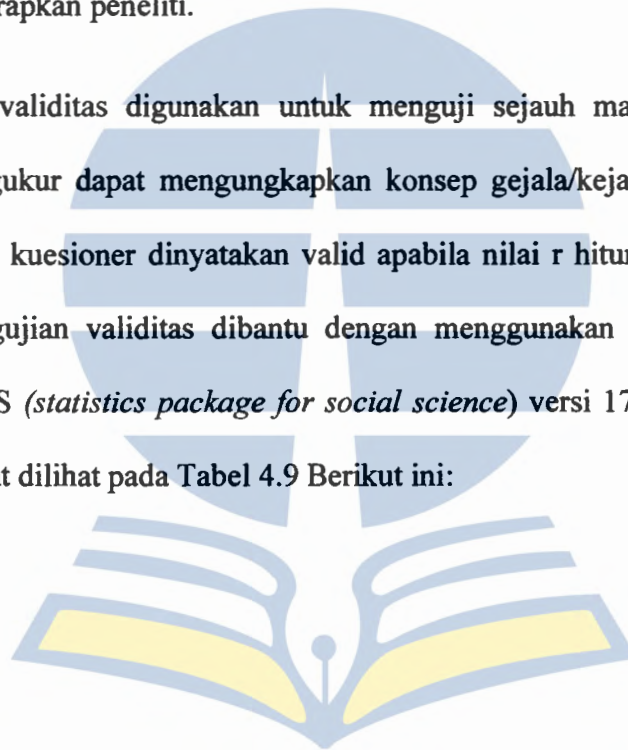 rapkan peneliti.
validitas digunakan untuk menguji sejauh ma
gukur dapat mengungkapkan konsep gejala/keja
kuesioner dinyatakan valid apabila nilai r hitu
gujian validitas dibantu dengan menggunakan
S (statistics package for social science) versi 17
t dilihat pada Tabel 4.9 Berikut ini: